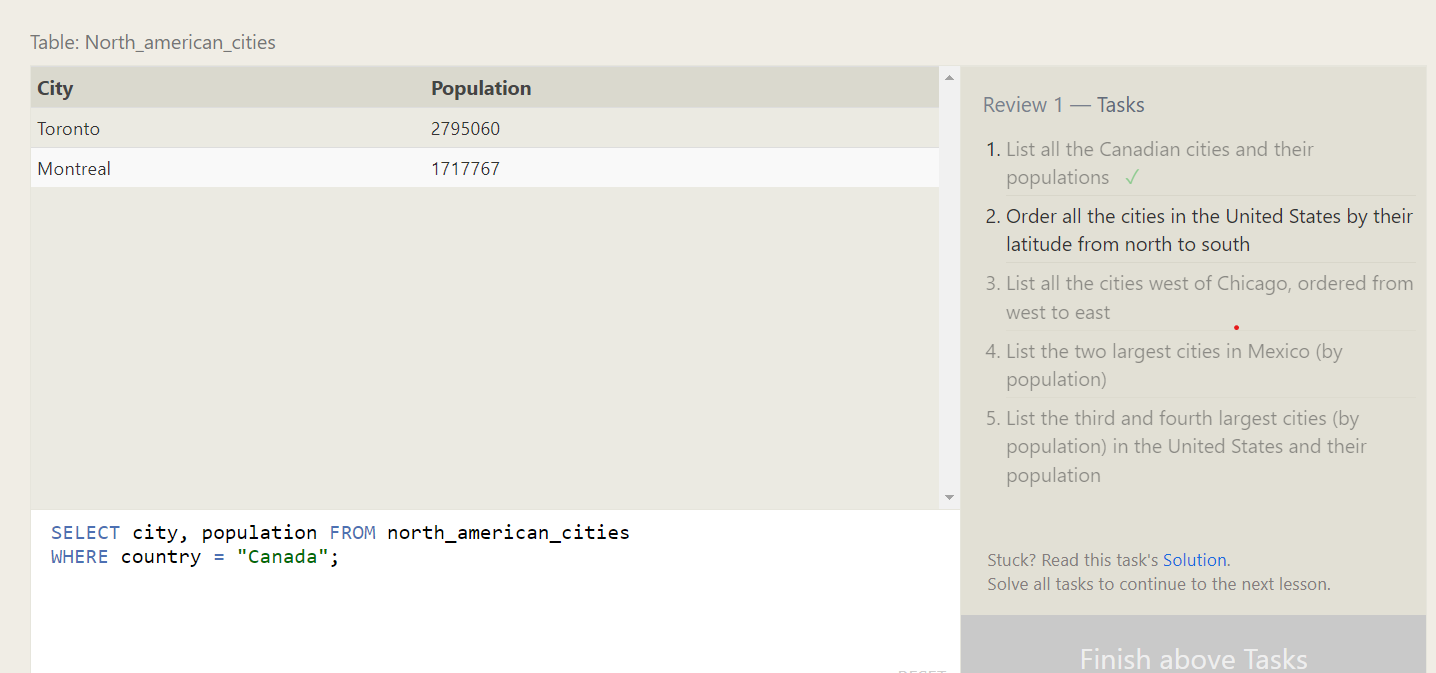 Table: North_american_cities
City Population
Toronto 2795060
Montreal 1717767
SELECT city, population FROM north_american_cities
WHERE country = "Canada";
RESET
Review 1 — Tasks
1. List all the Canadian cities and their
populations ✓
2. Order all the cities in the United States by their
latitude from north to south
3. List all the cities west of Chicago, ordered from
west to east
4. List the two largest cities in Mexico (by
population)
5. List the third and fourth largest cities (by
population) in the United States and their
population
Stuck? Read this task's Solution.
Solve all tasks to continue to the next lesson.
Finish above Tasks